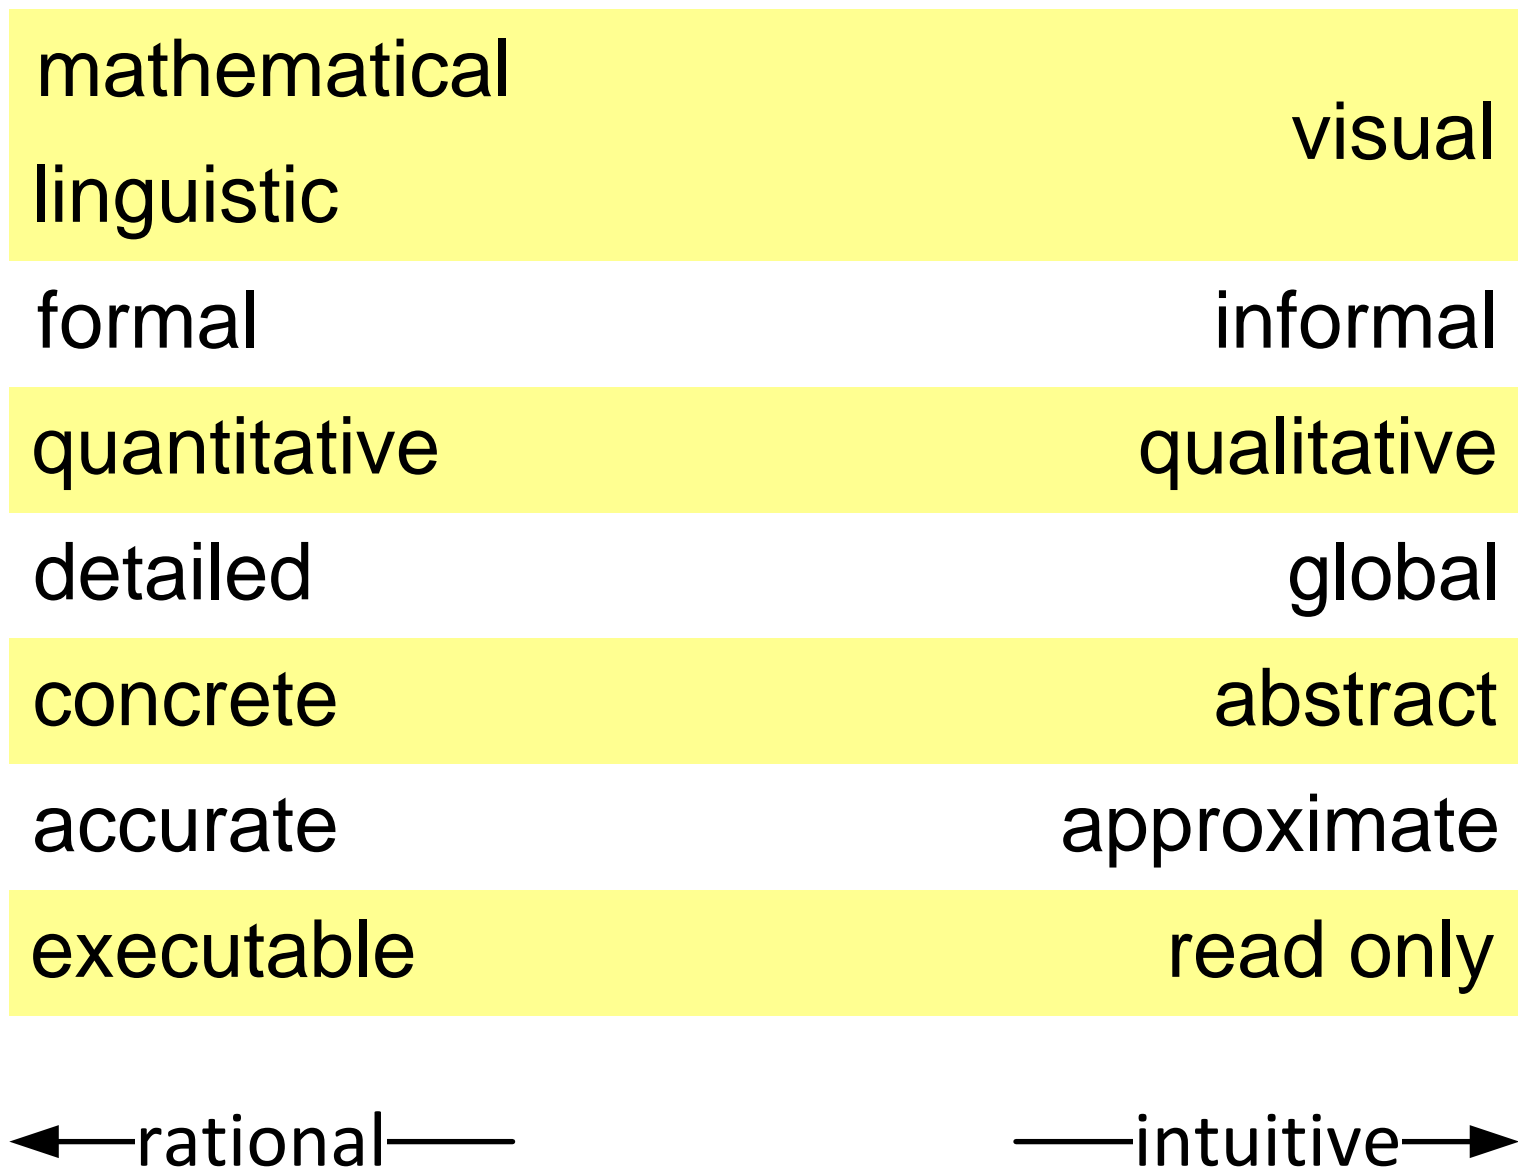 mathematical
visual
linguistic
formal informal
quantitative qualitative
detailed global
concrete abstract
accurate approximate
executable read only
rational intuitive